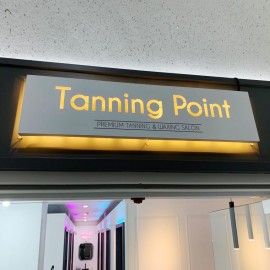 Tanning Point
PREMIUM TANNING & WAXING SALON